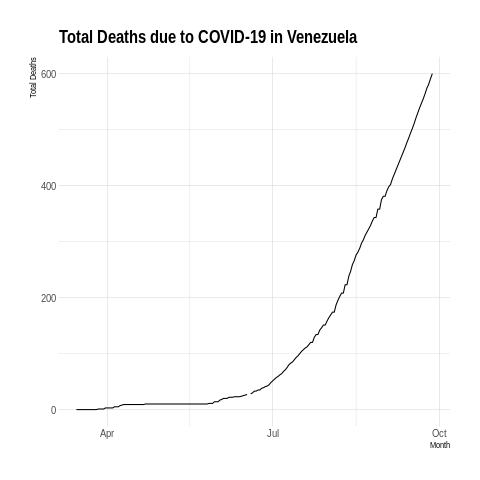 Total Deaths due to COVID-19 in Venezuela
Total Deaths
600
400
200
0
Apr
Jul
Oct
Month